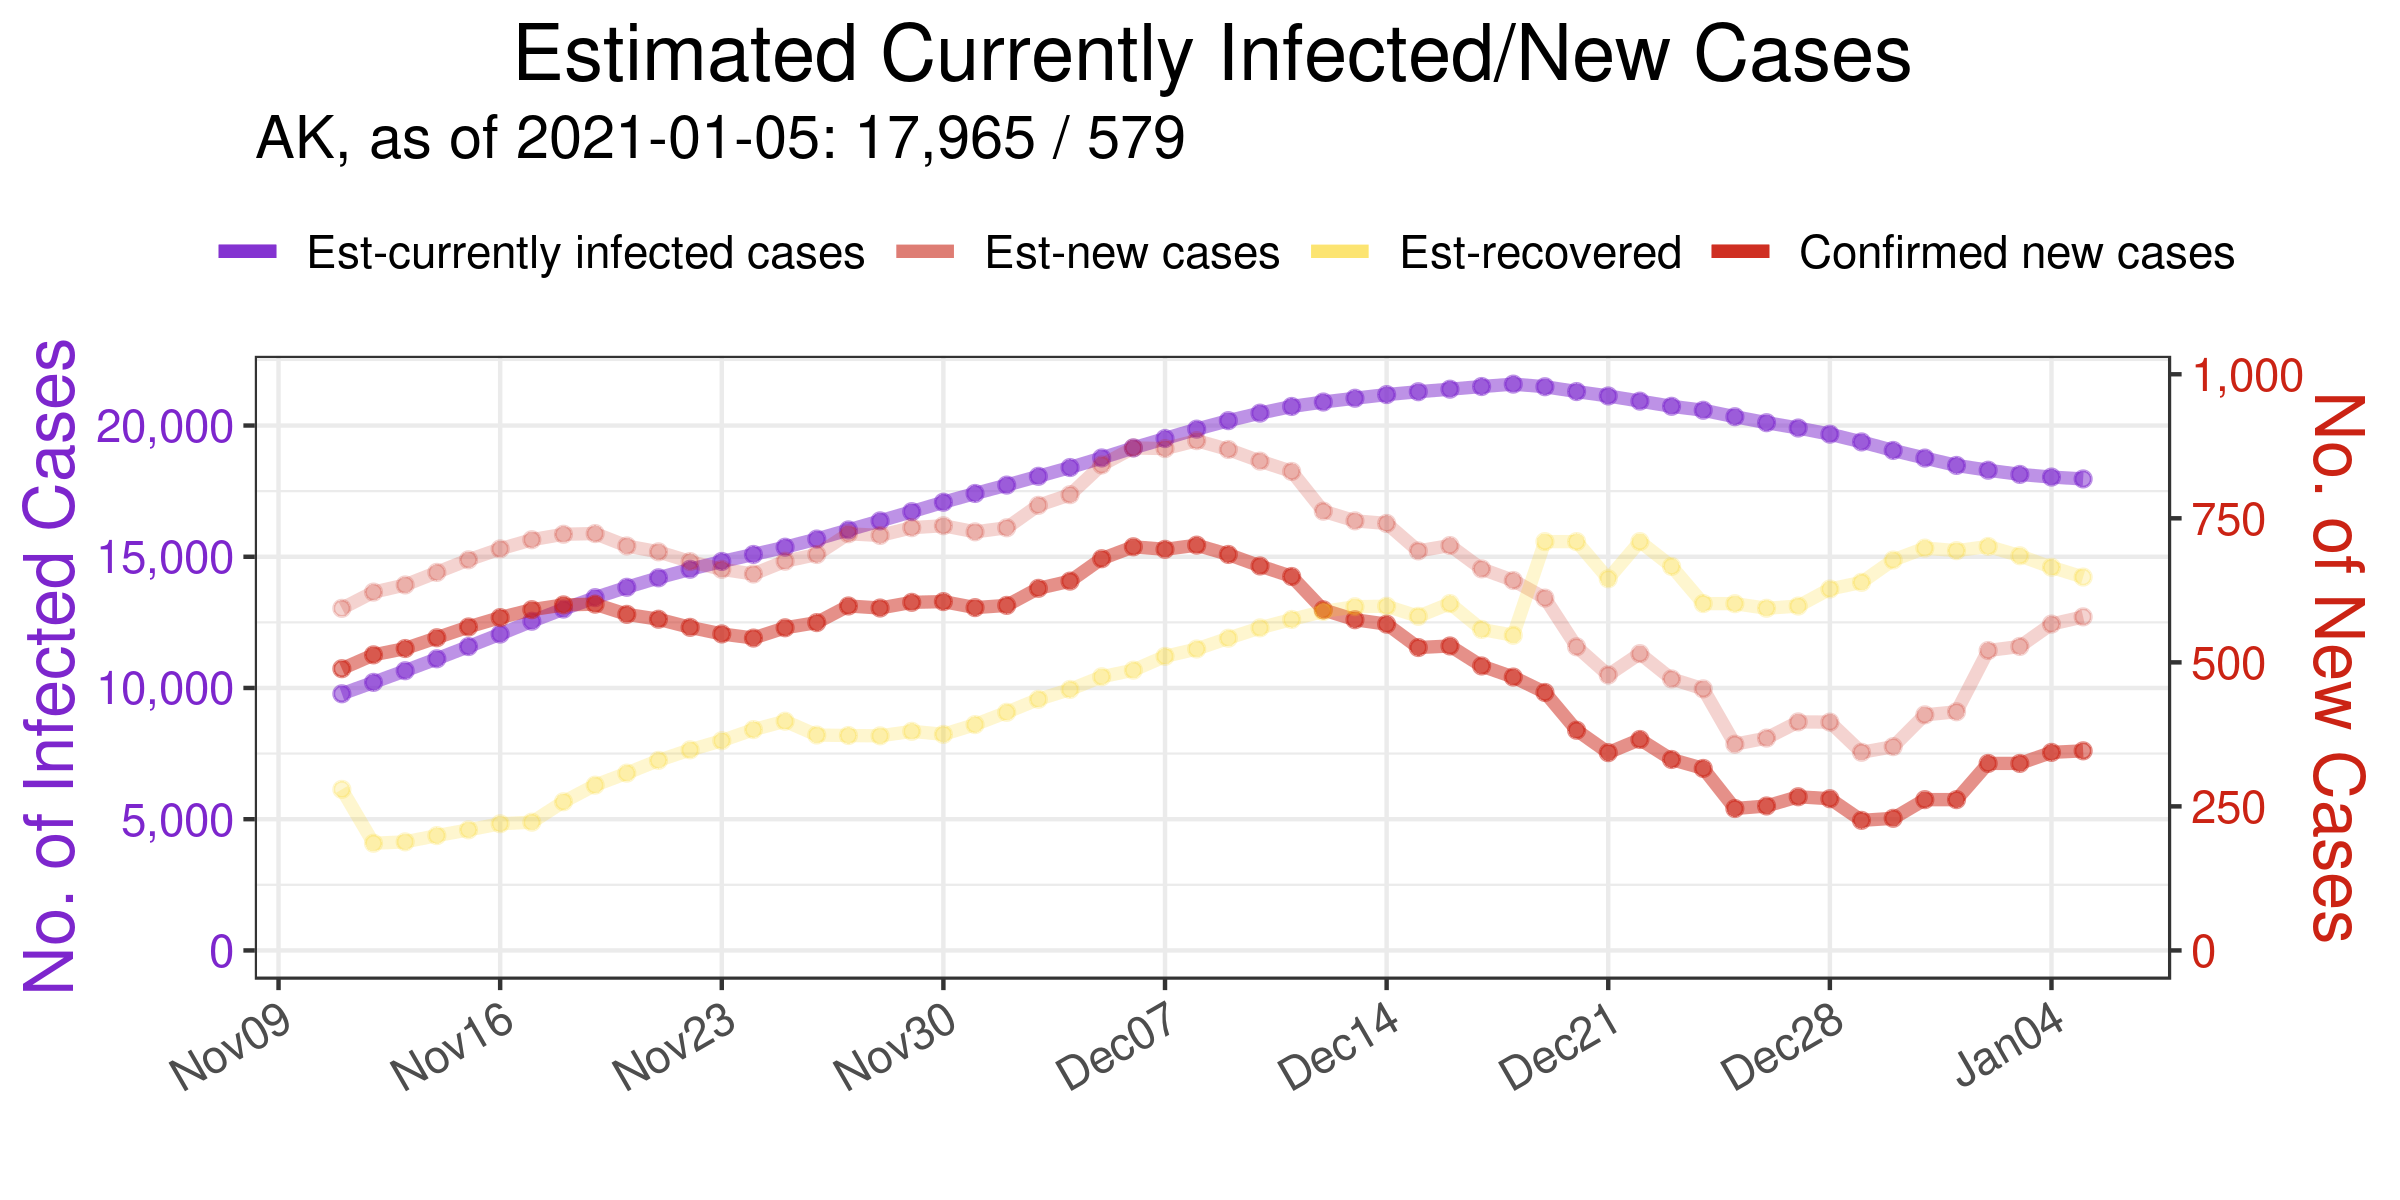 Estimated Currently Infected/New Cases
AK, as of 2021-01-05: 17,965 / 579
Est-currently infected cases Est-new cases Est-recovered Confirmed new cases
No. of Infected Cases
20,000
15,000
10,000
5,000
0
1,000
750
500
250
0
No. of New Cases
Nov09 Nov16 Nov23 Nov30 Dec07 Dec14 Dec21 Dec28 Jan04